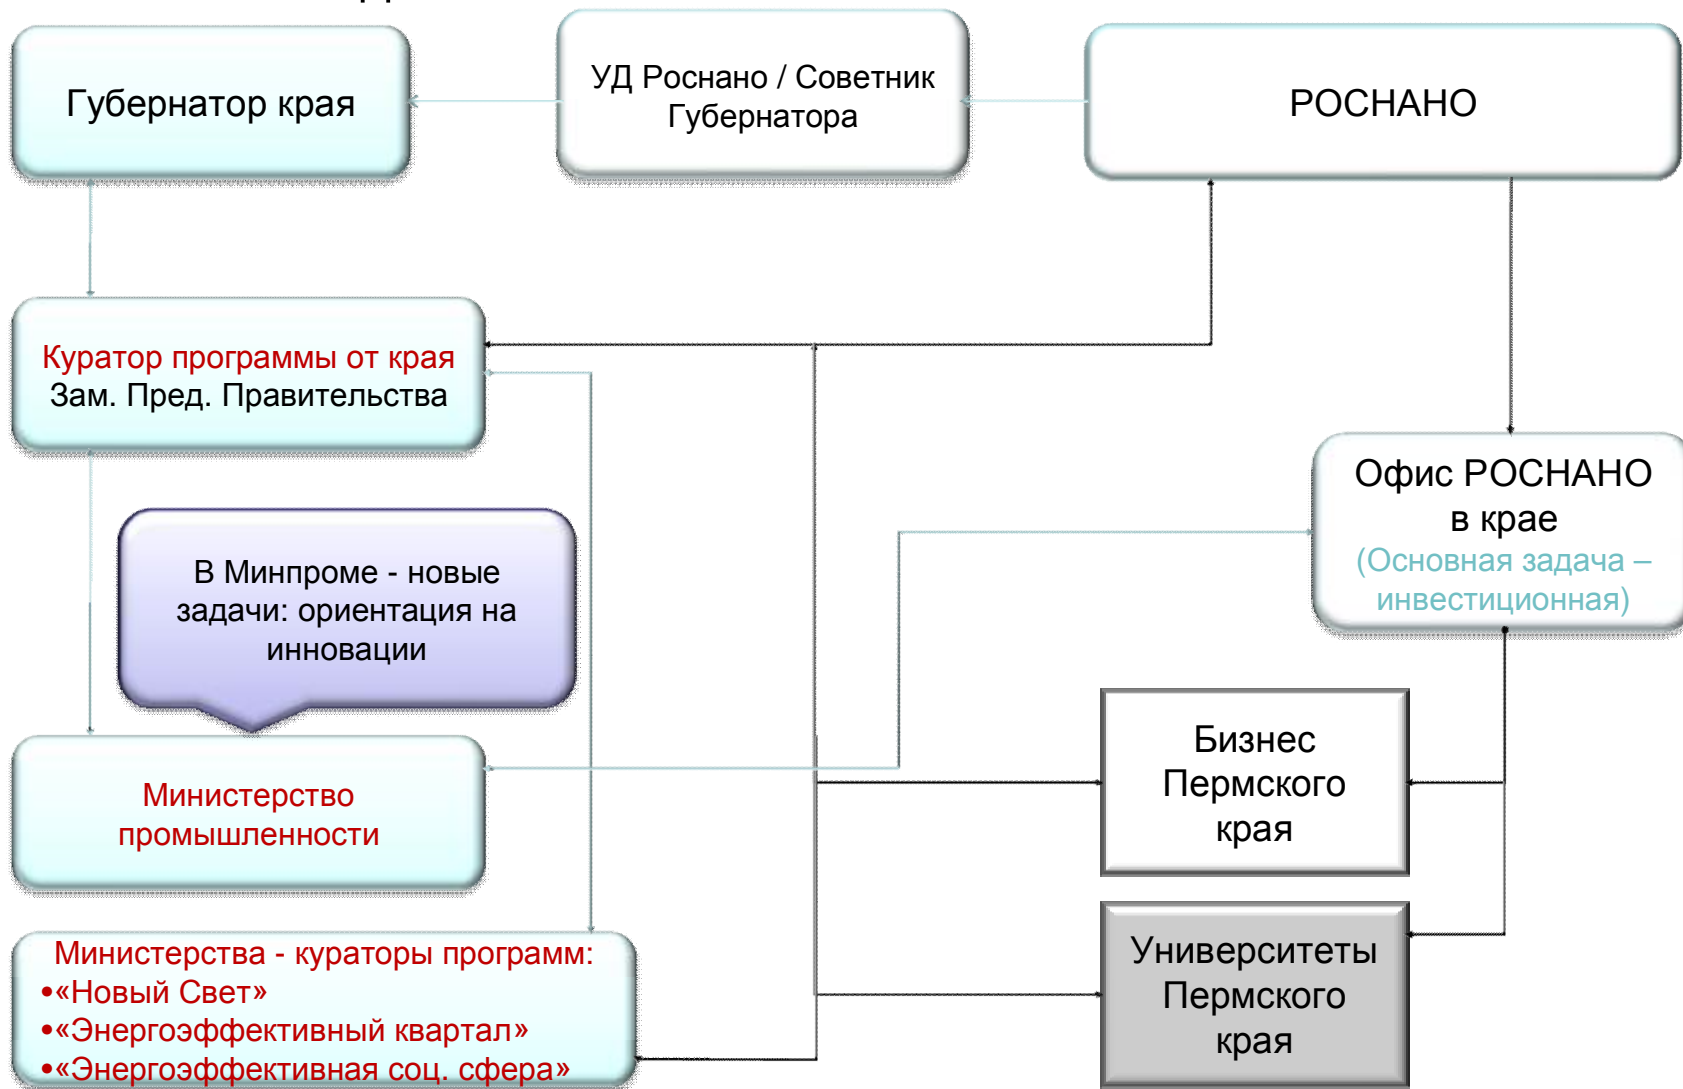 Губернатор края
УД Роснано / Советник
Губернатора
РОСНАНО
Куратор программы от края
Зам. Пред. Правительства
Офис РОСНАНО
в крае
(Основная задача –
инвестиционная)
В Минпроме - новые
задачи: ориентация на
инновации
Министерство
промышленности
Бизнес
Пермского
края
Министерства - кураторы программ:
•«Новый Свет»
•«Энергоэффективный квартал»
•«Энергоэффективная соц. сфера»
Университеты
Пермского
края